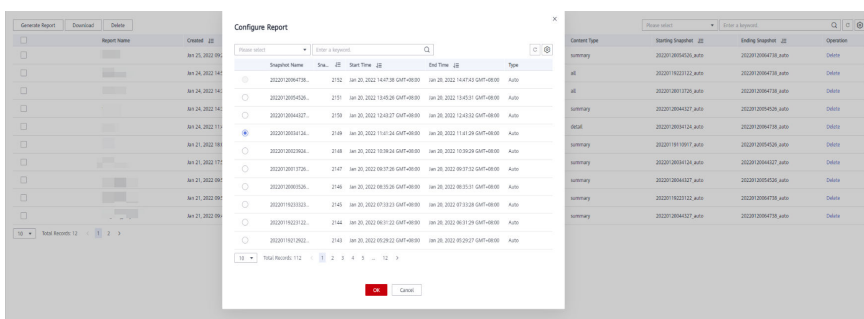 Configure Report
Generate Report Download Delete
Please select Enter a keyword.
Please select Enter a keyword.
Report Name Created
Content Type Starting Snapshot Ending Snapshot Operation
Snapshot Name Sna... Start Time End Time Type
20220120064738... 2152 Jan 20, 2022 14:47:38 GMT+08:00 Jan 20, 2022 14:47:43 GMT+08:00 Auto
20220120054526... 2151 Jan 20, 2022 13:45:26 GMT+08:00 Jan 20, 2022 13:45:31 GMT+08:00 Auto
20220120044327... 2150 Jan 20, 2022 12:43:27 GMT+08:00 Jan 20, 2022 12:43:32 GMT+08:00 Auto
20220120034124... 2149 Jan 20, 2022 11:41:24 GMT+08:00 Jan 20, 2022 11:41:29 GMT+08:00 Auto
20220120023924... 2148 Jan 20, 2022 10:39:24 GMT+08:00 Jan 20, 2022 10:39:29 GMT+08:00 Auto
20220120013726... 2147 Jan 20, 2022 09:37:26 GMT+08:00 Jan 20, 2022 09:37:32 GMT+08:00 Auto
20220120003526... 2146 Jan 20, 2022 08:35:26 GMT+08:00 Jan 20, 2022 08:35:31 GMT+08:00 Auto
20220119233323... 2145 Jan 20, 2022 07:33:23 GMT+08:00 Jan 20, 2022 07:33:28 GMT+08:00 Auto
20220119223122... 2144 Jan 20, 2022 06:31:22 GMT+08:00 Jan 20, 2022 06:31:29 GMT+08:00 Auto
20220119212922... 2143 Jan 20, 2022 05:29:22 GMT+08:00 Jan 20, 2022 05:29:27 GMT+08:00 Auto
10 Total Records: 112 < 1 2 3 4 5 ... 12 >
OK Cancel
Jan 25, 2022
Jan 24, 2022
Jan 24, 2022
Jan 24, 2022
Jan 24, 2022
Jan 21, 2022
Jan 21, 2022
Jan 21, 2022
Jan 21, 2022
Jan 21, 2022
10 Total Records: 12 < 1 2 >
summary 20220120054526_auto 20220120064738_auto Delete
all 20220119223122_auto 20220120064738_auto Delete
all 20220120013726_auto 20220120064738_auto Delete
summary 20220120044327_auto 20220120054526_auto Delete
detail 20220120034124_auto 20220120064738_auto Delete
summary 20220119110917_auto 20220120054526_auto Delete
summary 20220120034124_auto 20220120044327_auto Delete
summary 20220120044327_auto 20220120054526_auto Delete
summary 20220119223122_auto 20220120064738_auto Delete
summary 20220120044327_auto 20220120064738_auto Delete